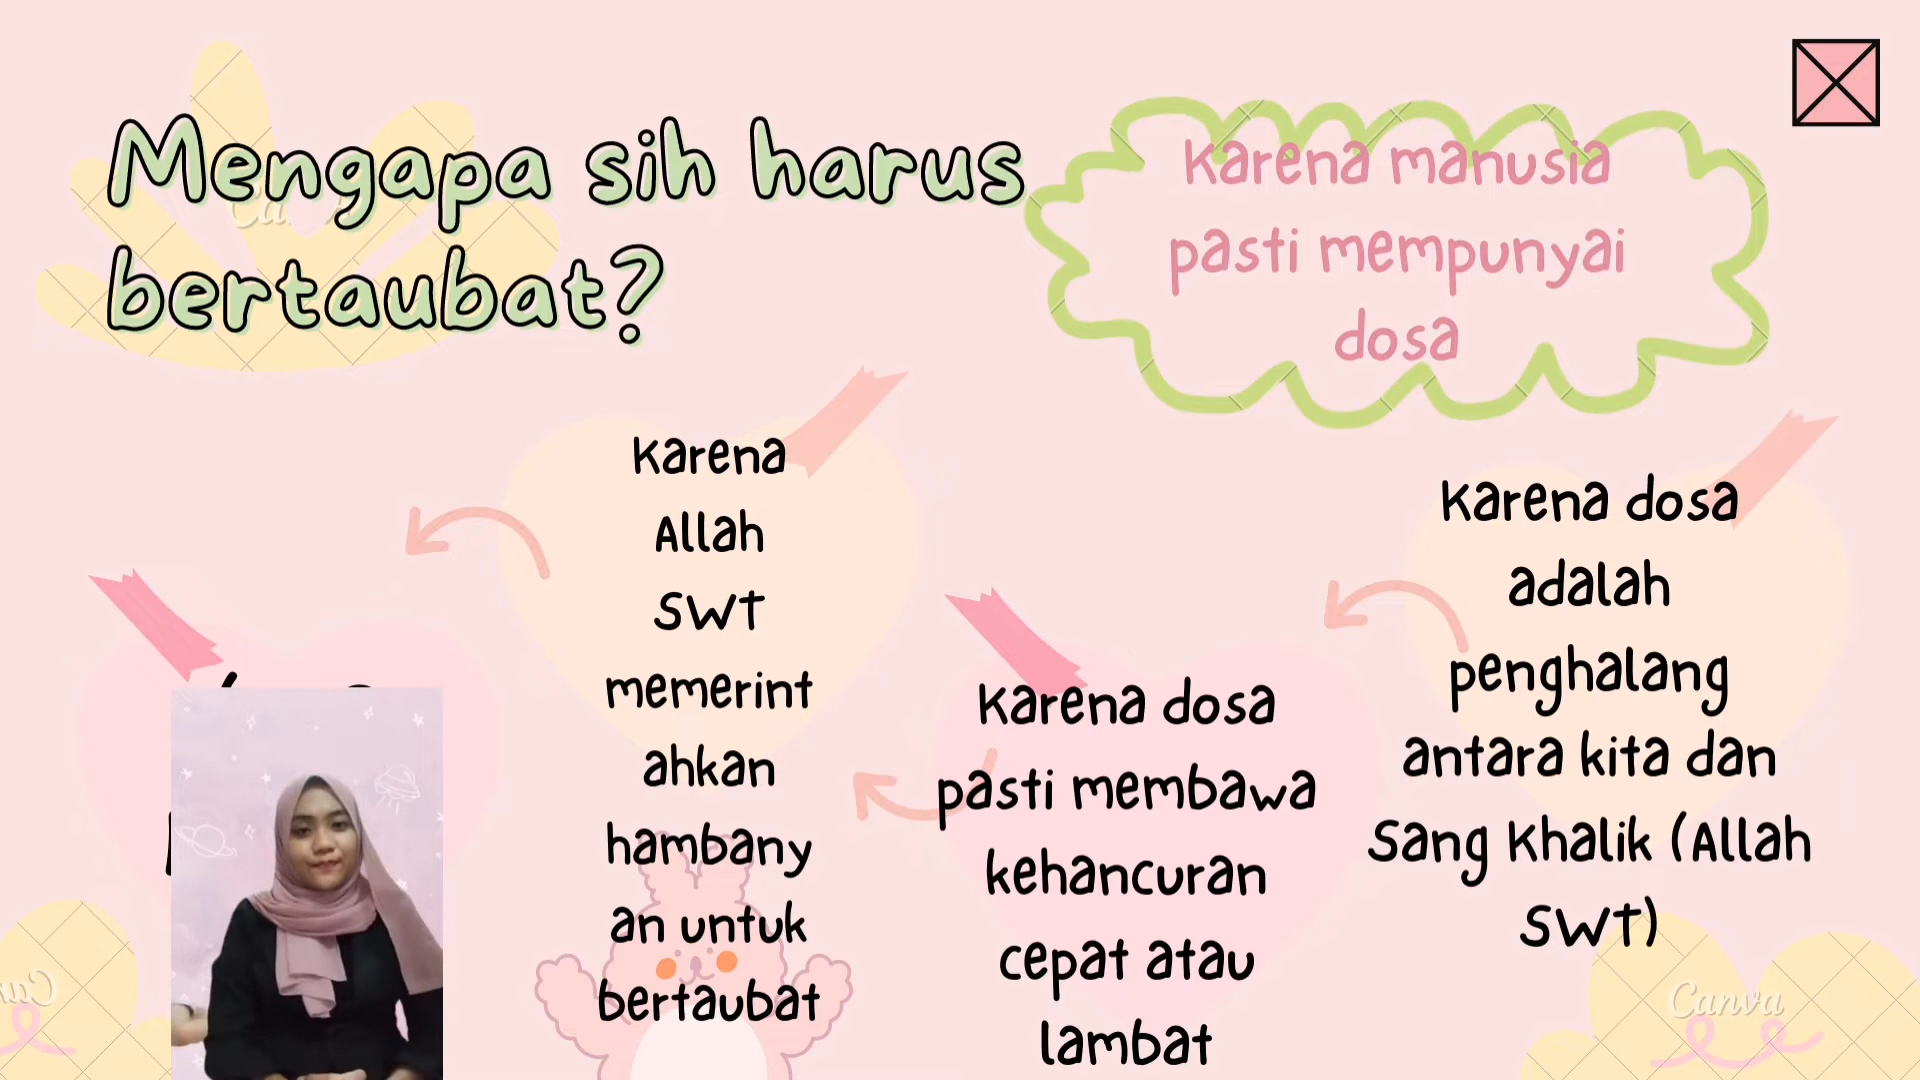 Mengapa sih harus
bertaubat?
karena manusia
pasti mempunyai
dosa
karena dosa
adalah
penghalang
antara kita dan
Sang Khalik (Allah
SWT)
karena dosa
pasti membawa
kehancuran
cepat atau
lambat
karena
Allah
SWT
memerint
ahkan
hambany
an untuk
bertaubat
Canva